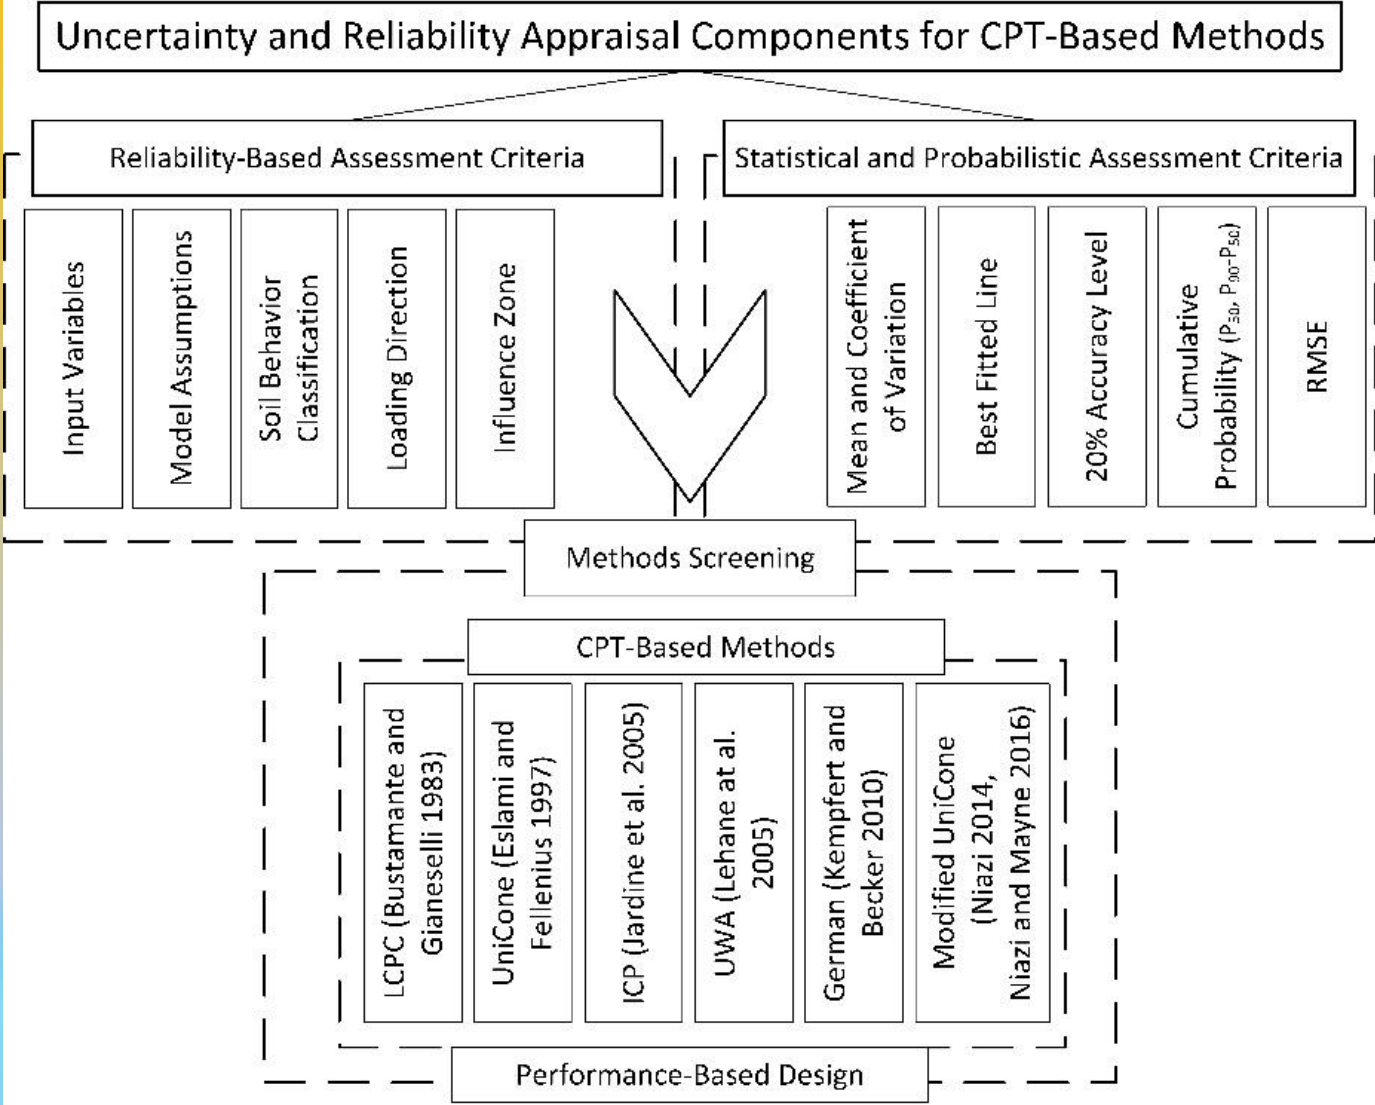 Uncertainty and Reliability Appraisal Components for CPT-Based Methods
Reliability-Based Assessment Criteria
Statistical and Probabilistic Assessment Criteria
Input Variables
Model Assumptions
Soil Behavior
Classification
Loading Direction
Influence Zone
Mean and Coefficient
of Variation
Best Fitted Line
20% Accuracy Level
Cumulative
Probability (P₅₀, P₉₀-P₅₀)
RMSE
Methods Screening
CPT-Based Methods
LCPC (Bustamante and
Gianeselli 1983)
UniCone (Eslami and
Fellenius 1997)
ICP (Jardine et al. 2005)
UWA (Lehane at al.
2005)
German (Kempfert and
Becker 2010)
Modified UniCone
(Niazi 2014,
Niazi and Mayne 2016)
Performance-Based Design